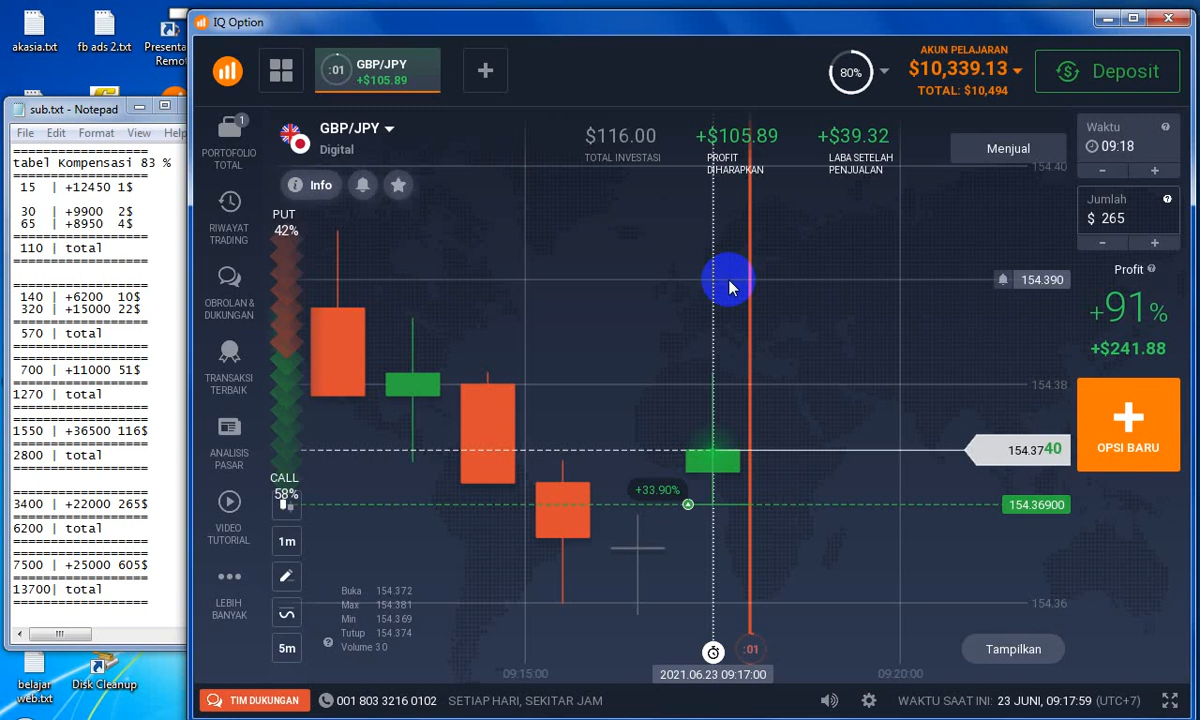 akasia.txt
fb ads 2.txt
Presenta
Remo
sub.txt - Notepad
File Edit Format View Help
====================
tabel Kompensasi 83 %
====================
15 | +12450 1$
30 | +9900 2$
65 | +8950 4$
====================
110 | total
====================
====================
140 | +6200 10$
320 | +15000 22$
====================
570 | total
====================
====================
700 | +11000 51$
====================
1270 | total
====================
====================
1550 | +36500 116$
====================
2800 | total
====================
====================
3400 | +22000 265$
====================
6200 | total
====================
====================
7500 | +25000 605$
====================
13700| total
====================
belajar
web.txt
Disk Cleanup
IQ Option
:01
GBP/JPY
+$105.89
80%
AKUN PELAJARAN
$10,339.13
TOTAL: $10,494
Deposit
1
PORTOFOLIO
TOTAL
RIWAYAT
TRADING
OBROLAN &
DUKUNGAN
TRANSAKSI
TERBAIK
ANALISIS
PASAR
VIDEO
TUTORIAL
LEBIH
BANYAK
GBP/JPY
Digital
Info
$116.00
TOTAL INVESTASI
+$105.89
PROFIT
DIHARAPKAN
+$39.32
LABA SETELAH
PENJUALAN
Menjual
PUT
42%
CALL
58%
1m
5m
154.40
154.390
154.38
154.3740
+33.90%
154.36900
154.36
Buka 154.372
Max 154.381
Min 154.369
Tutup 154.374
Volume 30
:01
Tampilkan
09:15:00
2021.06.23 09:17:00
09:20:00
Waktu
09:18
- +
Jumlah
$ 265
- +
Profit
+91%
+$241.88
OPSI BARU
TIM DUKUNGAN
001 803 3216 0102
SETIAP HARI, SEKITAR JAM
WAKTU SAAT INI: 23 JUNI, 09:17:59 (UTC+7)